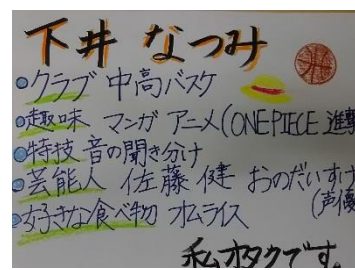 下井 なつみ
●クラブ 中高バスケ
●趣味 マンガ アニメ(ONEPIECE 進撃
●特技 音の聞き分け
●芸能人 佐藤 健 おのだいすけ
(声優
●好きな食べ物 オムライス
私オタクです。